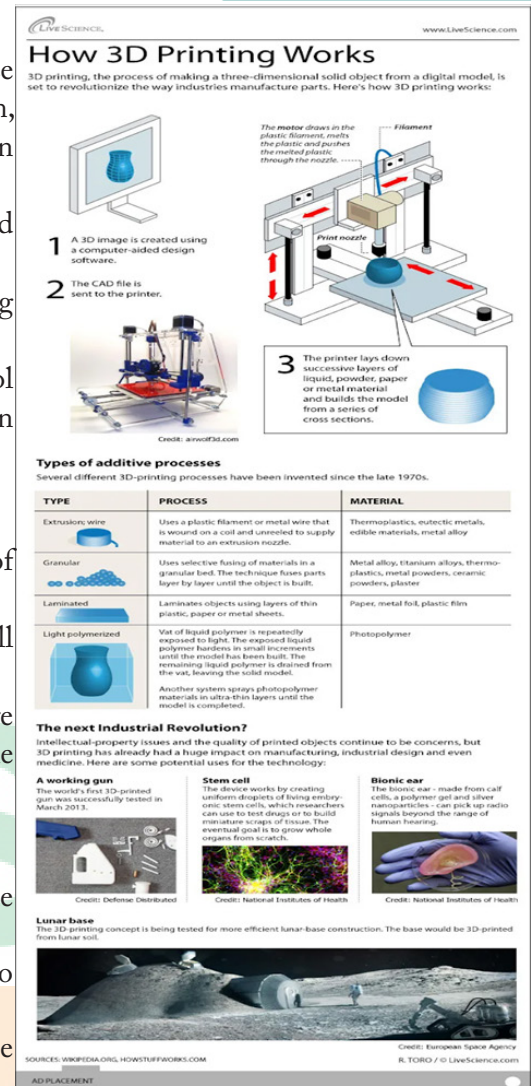 LIVESCIENCE.
www.LiveScience.com
How 3D Printing Works
3D printing, the process of making a three-dimensional solid object from a digital model, is
set to revolutionize the way industries manufacture parts. Here's how 3D printing works:
The motor draws in the
plastic filament, melts
the plastic and pushes
the melted plastic
through the nozzle.
Filament
Print nozzle
1 A 3D image is created using
a computer-aided design
software.
2 The CAD file is
sent to the printer.
Credit: airwolf3d.com
3 The printer lays down
successive layers of
liquid, powder, paper
or metal material
and builds the model
from a series of
cross sections.
Types of additive processes
Several different 3D-printing processes have been invented since the late 1970s.
TYPE PROCESS MATERIAL
Extrusion; wire
Uses a plastic filament or metal wire that
is wound on a coil and unreeled to supply
material to an extrusion nozzle.
Thermoplastics, eutectic metals,
edible materials, metal alloy
Granular
Uses selective fusing of materials in a
granular bed. The technique fuses parts
layer by layer until the object is built.
Metal alloy, titanium alloys, thermo-
plastics, metal powders, ceramic
powders, plaster
Laminated
Laminates objects using layers of thin
plastic, paper or metal sheets.
Paper, metal foil, plastic film
Light polymerized
Vat of liquid polymer is repeatedly
exposed to light. The exposed liquid
polymer hardens in small increments
until the model has been built. The
remaining liquid polymer is drained from
the vat, leaving the solid model.
Another system sprays photopolymer
materials in ultra-thin layers until the
model is completed.
Photopolymer
The next Industrial Revolution?
Intellectual-property issues and the quality of printed objects continue to be concerns, but
3D printing has already had a huge impact on manufacturing, industrial design and even
medicine. Here are some potential uses for the technology:
A working gun
The world's first 3D-printed
gun was successfully tested in
March 2013.
Credit: Defense Distributed
Stem cell
The device works by creating
uniform droplets of living embry-
onic stem cells, which researchers
can use to test drugs or to build
miniature scraps of tissue. The
eventual goal is to grow whole
organs from scratch.
Credit: National Institutes of Health
Bionic ear
The bionic ear - made from calf
cells, a polymer gel and silver
nanoparticles - can pick up radio
signals beyond the range of
human hearing.
Credit: National Institutes of Health
Lunar base
The 3D-printing concept is being tested for more efficient lunar-base construction. The base would be 3D-printed
from lunar soil.
Credit: European Space Agency
SOURCES: WIKIPEDIA.ORG, HOWSTUFFWORKS.COM
R. TORO / © LiveScience.com
AD PLACEMENT